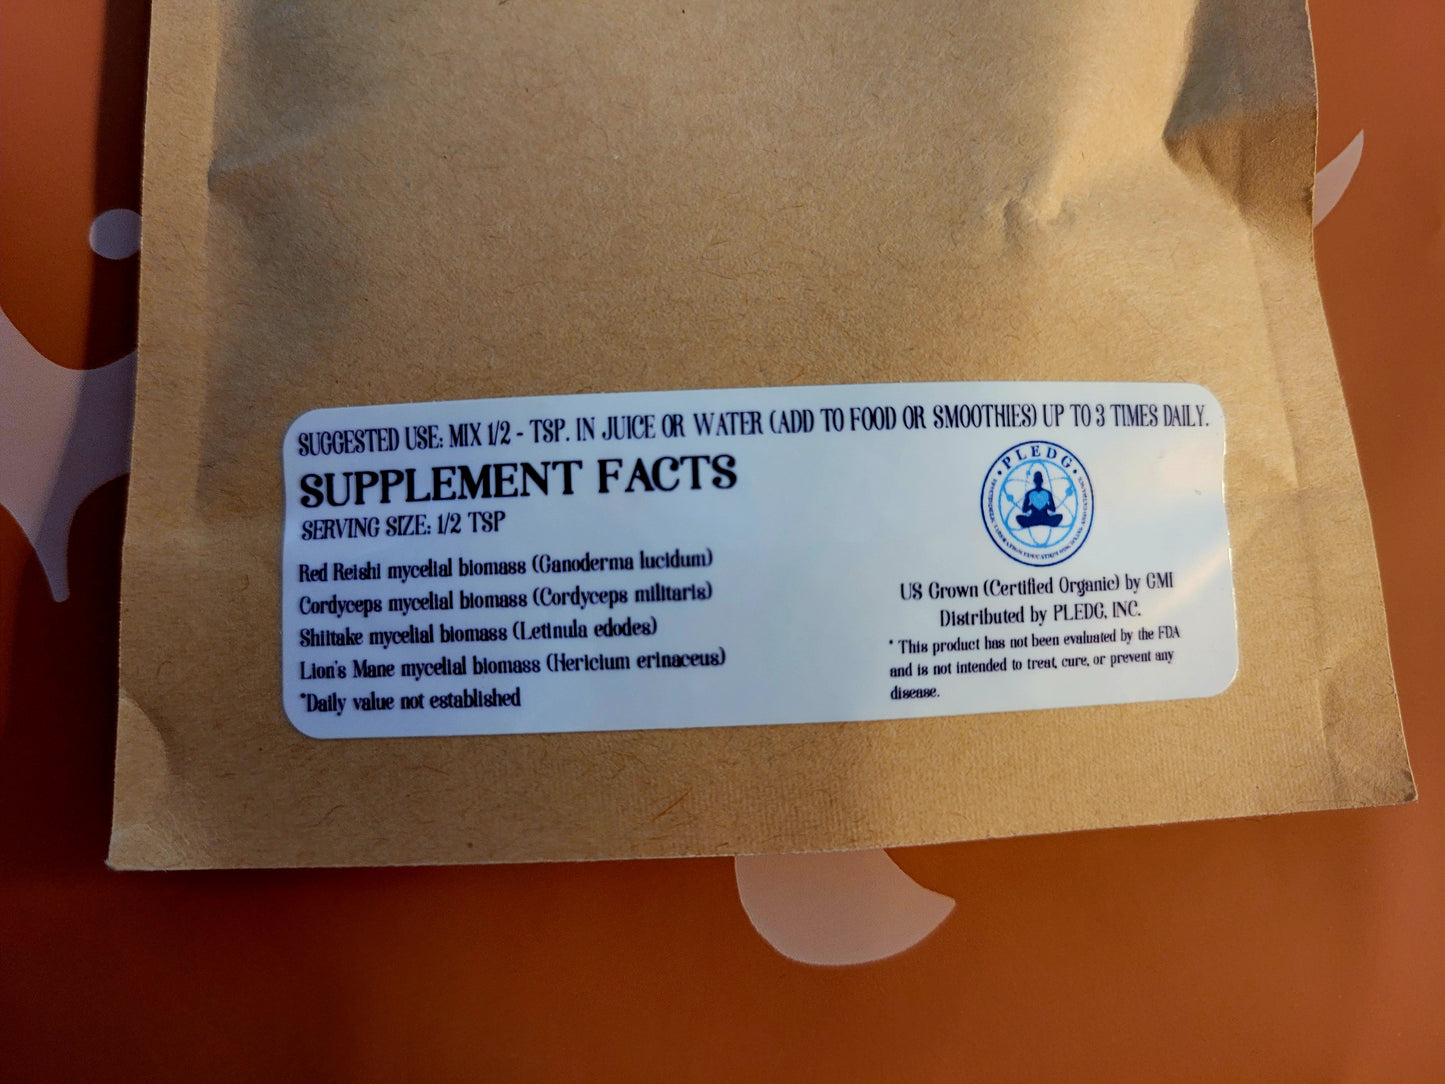 SUGGESTED USE: MIX 1/2 - TSP. IN JUICE OR WATER (ADD TO FOOD OR SMOOTHIES) UP TO 3 TIMES DAILY.
SUPPLEMENT FACTS
SERVING SIZE: 1/2 TSP
Red Reishi mycelial biomass (Ganoderma lucidum)
Cordyceps mycelial biomass (Cordyceps militaris)
Shiitake mycelial biomass (Letinula edodes)
Lion's Mane mycelial biomass (Hericium erinaceus)
*Daily value not established
• PLEDG •
US Grown (Certified Organic) by GMI
Distributed by PLEDG, INC.
* This product has not been evaluated by the FDA
and is not intended to treat, cure, or prevent any
disease.